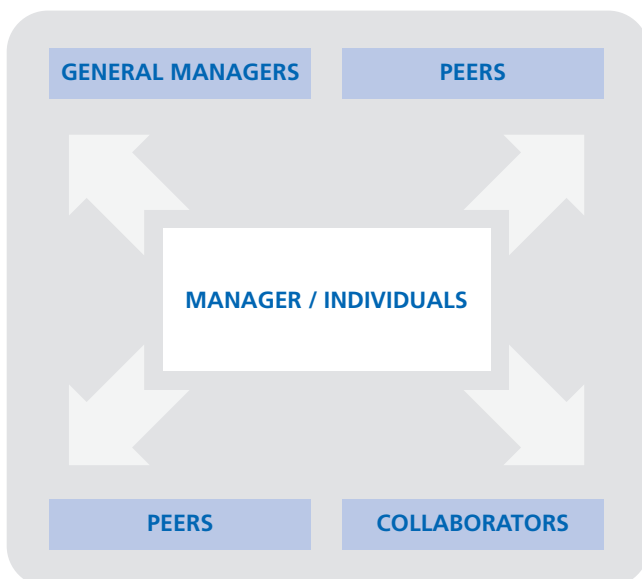 GENERAL MANAGERS
PEERS
MANAGER / INDIVIDUALS
PEERS
COLLABORATORS